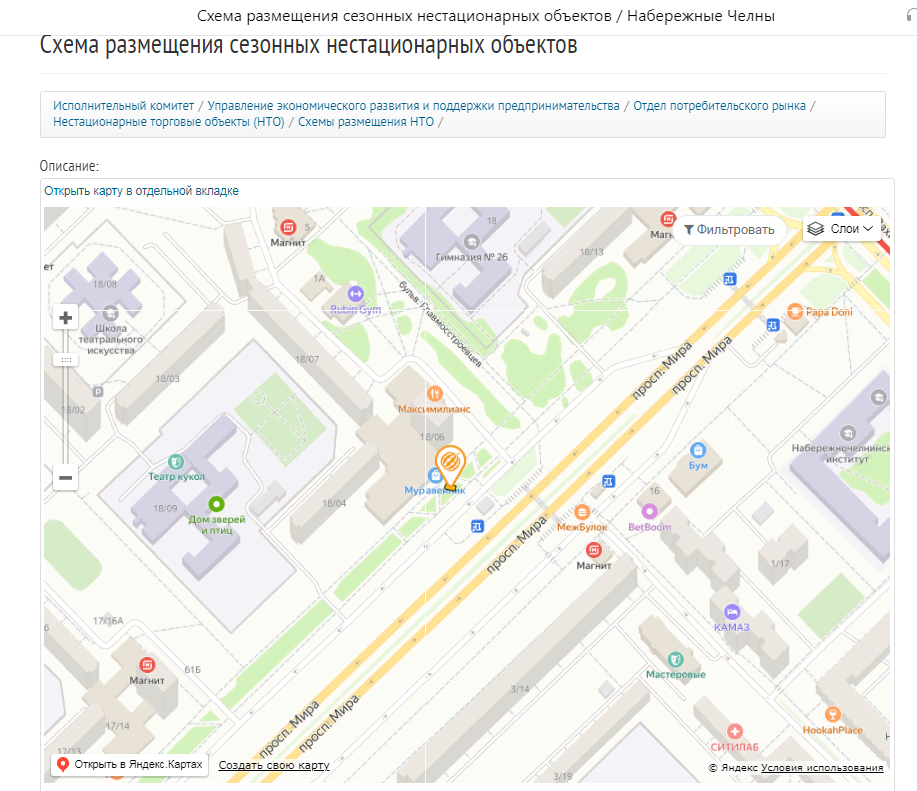 Схема размещения сезонных нестационарных объектов / Набережные Челны
Схема размещения сезонных нестационарных объектов
Исполнительный комитет / Управление экономического развития и поддержки предпринимательства / Отдел потребительского рынка /
Нестационарные торговые объекты (НТО) / Схемы размещения НТО /
Описание:
Открыть карту в отдельной вкладке
Фильтровать
Слои
5
Магнит
18
Гимназия № 26
Магн
18/13
ет
18/08
1А
Rubin Gym
бульв. Главмостроевцев
Papa Doni
Школа
театрального
искусства
18/07
просп. Мира
просп. Мира
18/03
P
18/02
Максимилианс
18/06
Набережночелнинск
институт
Бум
Театр кукол
Муравейник
16
18/09
18/04
Дом зверей
и птиц
МежБулок
BetBoom
просп. Мира
Магнит
1/17
17/16А
КАМАЗ
61Б
Магнит
Мастеровые
3/14
17/14
просп. Мира
просп. Мира
HookahPlace
СИТИЛАБ
17/13
Открыть в Яндекс.Картах
Создать свою карту
3/19
© Яндекс Условия использования